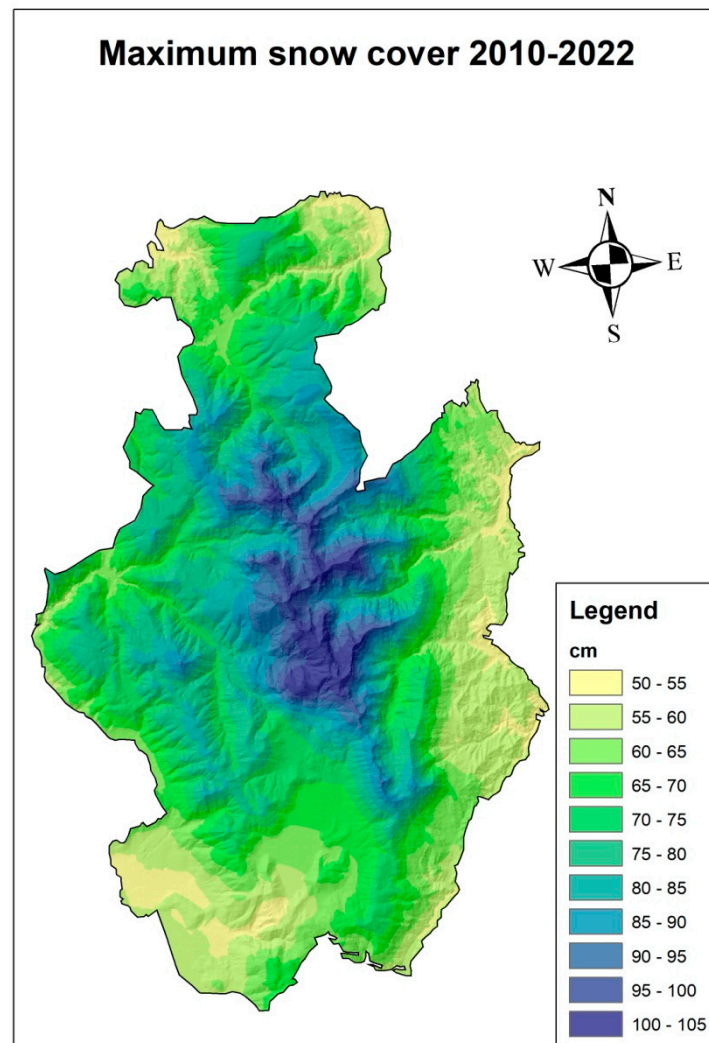 Maximum snow cover 2010-2022
N
W E
S
Legend
cm
50 - 55
55 - 60
60 - 65
65 - 70
70 - 75
75 - 80
80 - 85
85 - 90
90 - 95
95 - 100
100 - 105